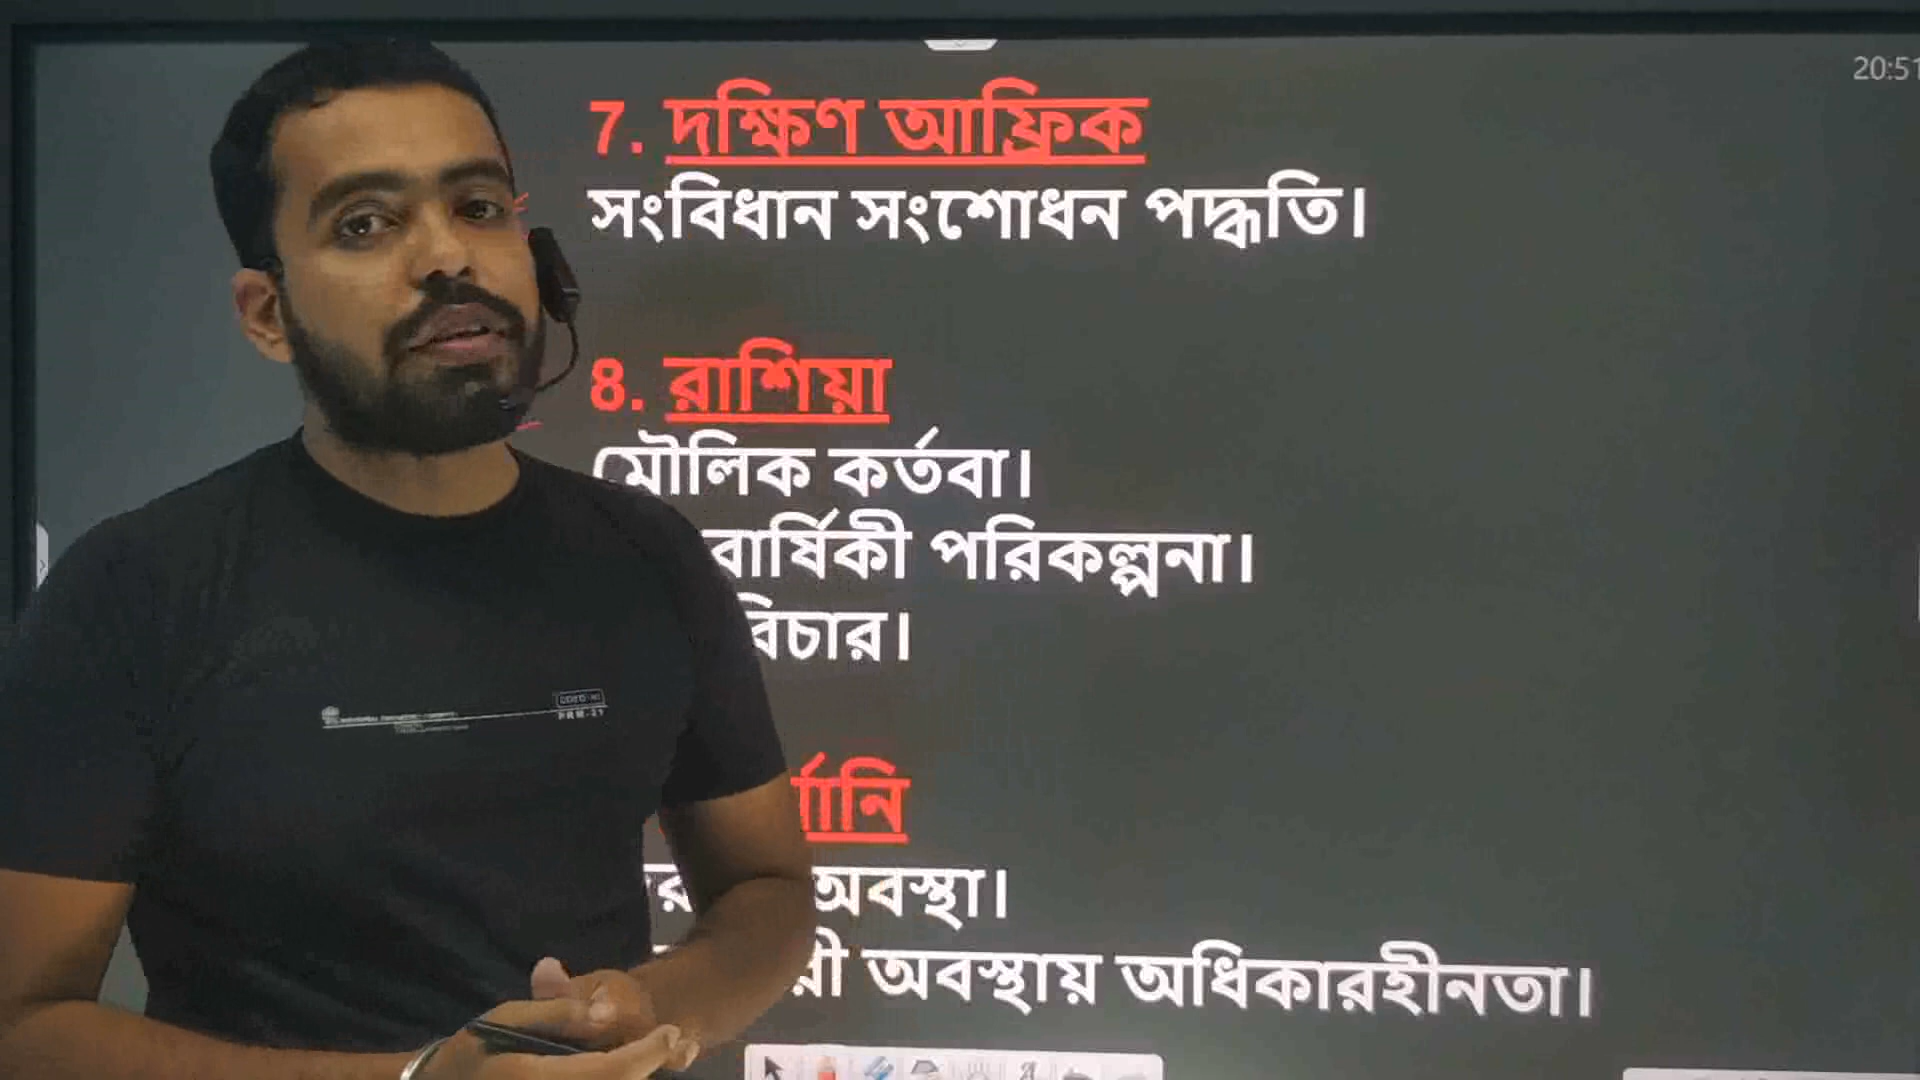 20:51
7. দক্ষিণ আফ্রিক
সংবিধান সংশোধন পদ্ধতি।
8. রাশিয়া
মৌলিক কর্তবা।
বার্ষিকী পরিকল্পনা।
বিচার।
র্মানি
অবস্থা।
অবস্থায় অধিকারহীনতা।